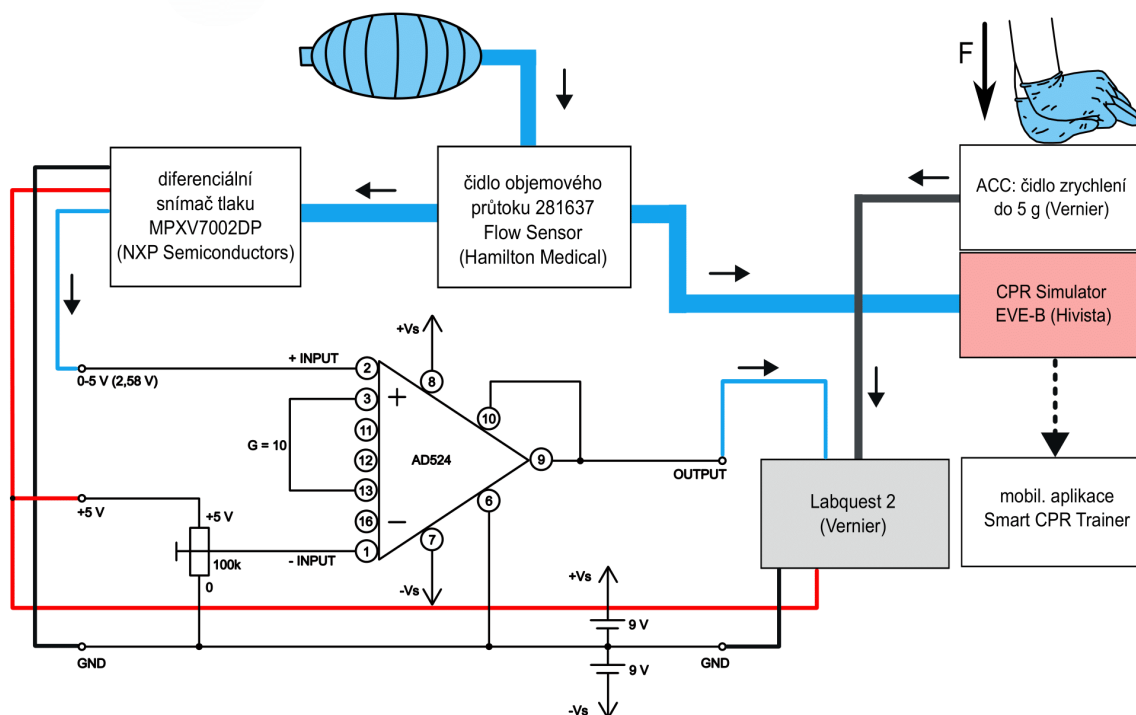 F
diferenciální
snímač tlaku
MPXV7002DP
(NXP Semiconductors)
čidlo objemového
průtoku 281637
Flow Sensor
(Hamilton Medical)
ACC: čidlo zrychlení
do 5 g (Vernier)
CPR Simulator
EVE-B (Hivista)
+Vs
+ INPUT
0-5 V (2,58 V)
2
8
3
+
10
11
G = 10
12
AD524
9
OUTPUT
13
6
16
−
7
1
- INPUT
+5 V
+5 V
100k
0
-Vs
Labquest 2
(Vernier)
mobil. aplikace
Smart CPR Trainer
+Vs
9 V
GND
GND
9 V
-Vs